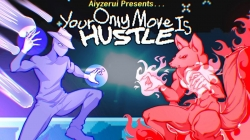 Aiyzerui Presents...
Your Only Move Is
HUSTLE